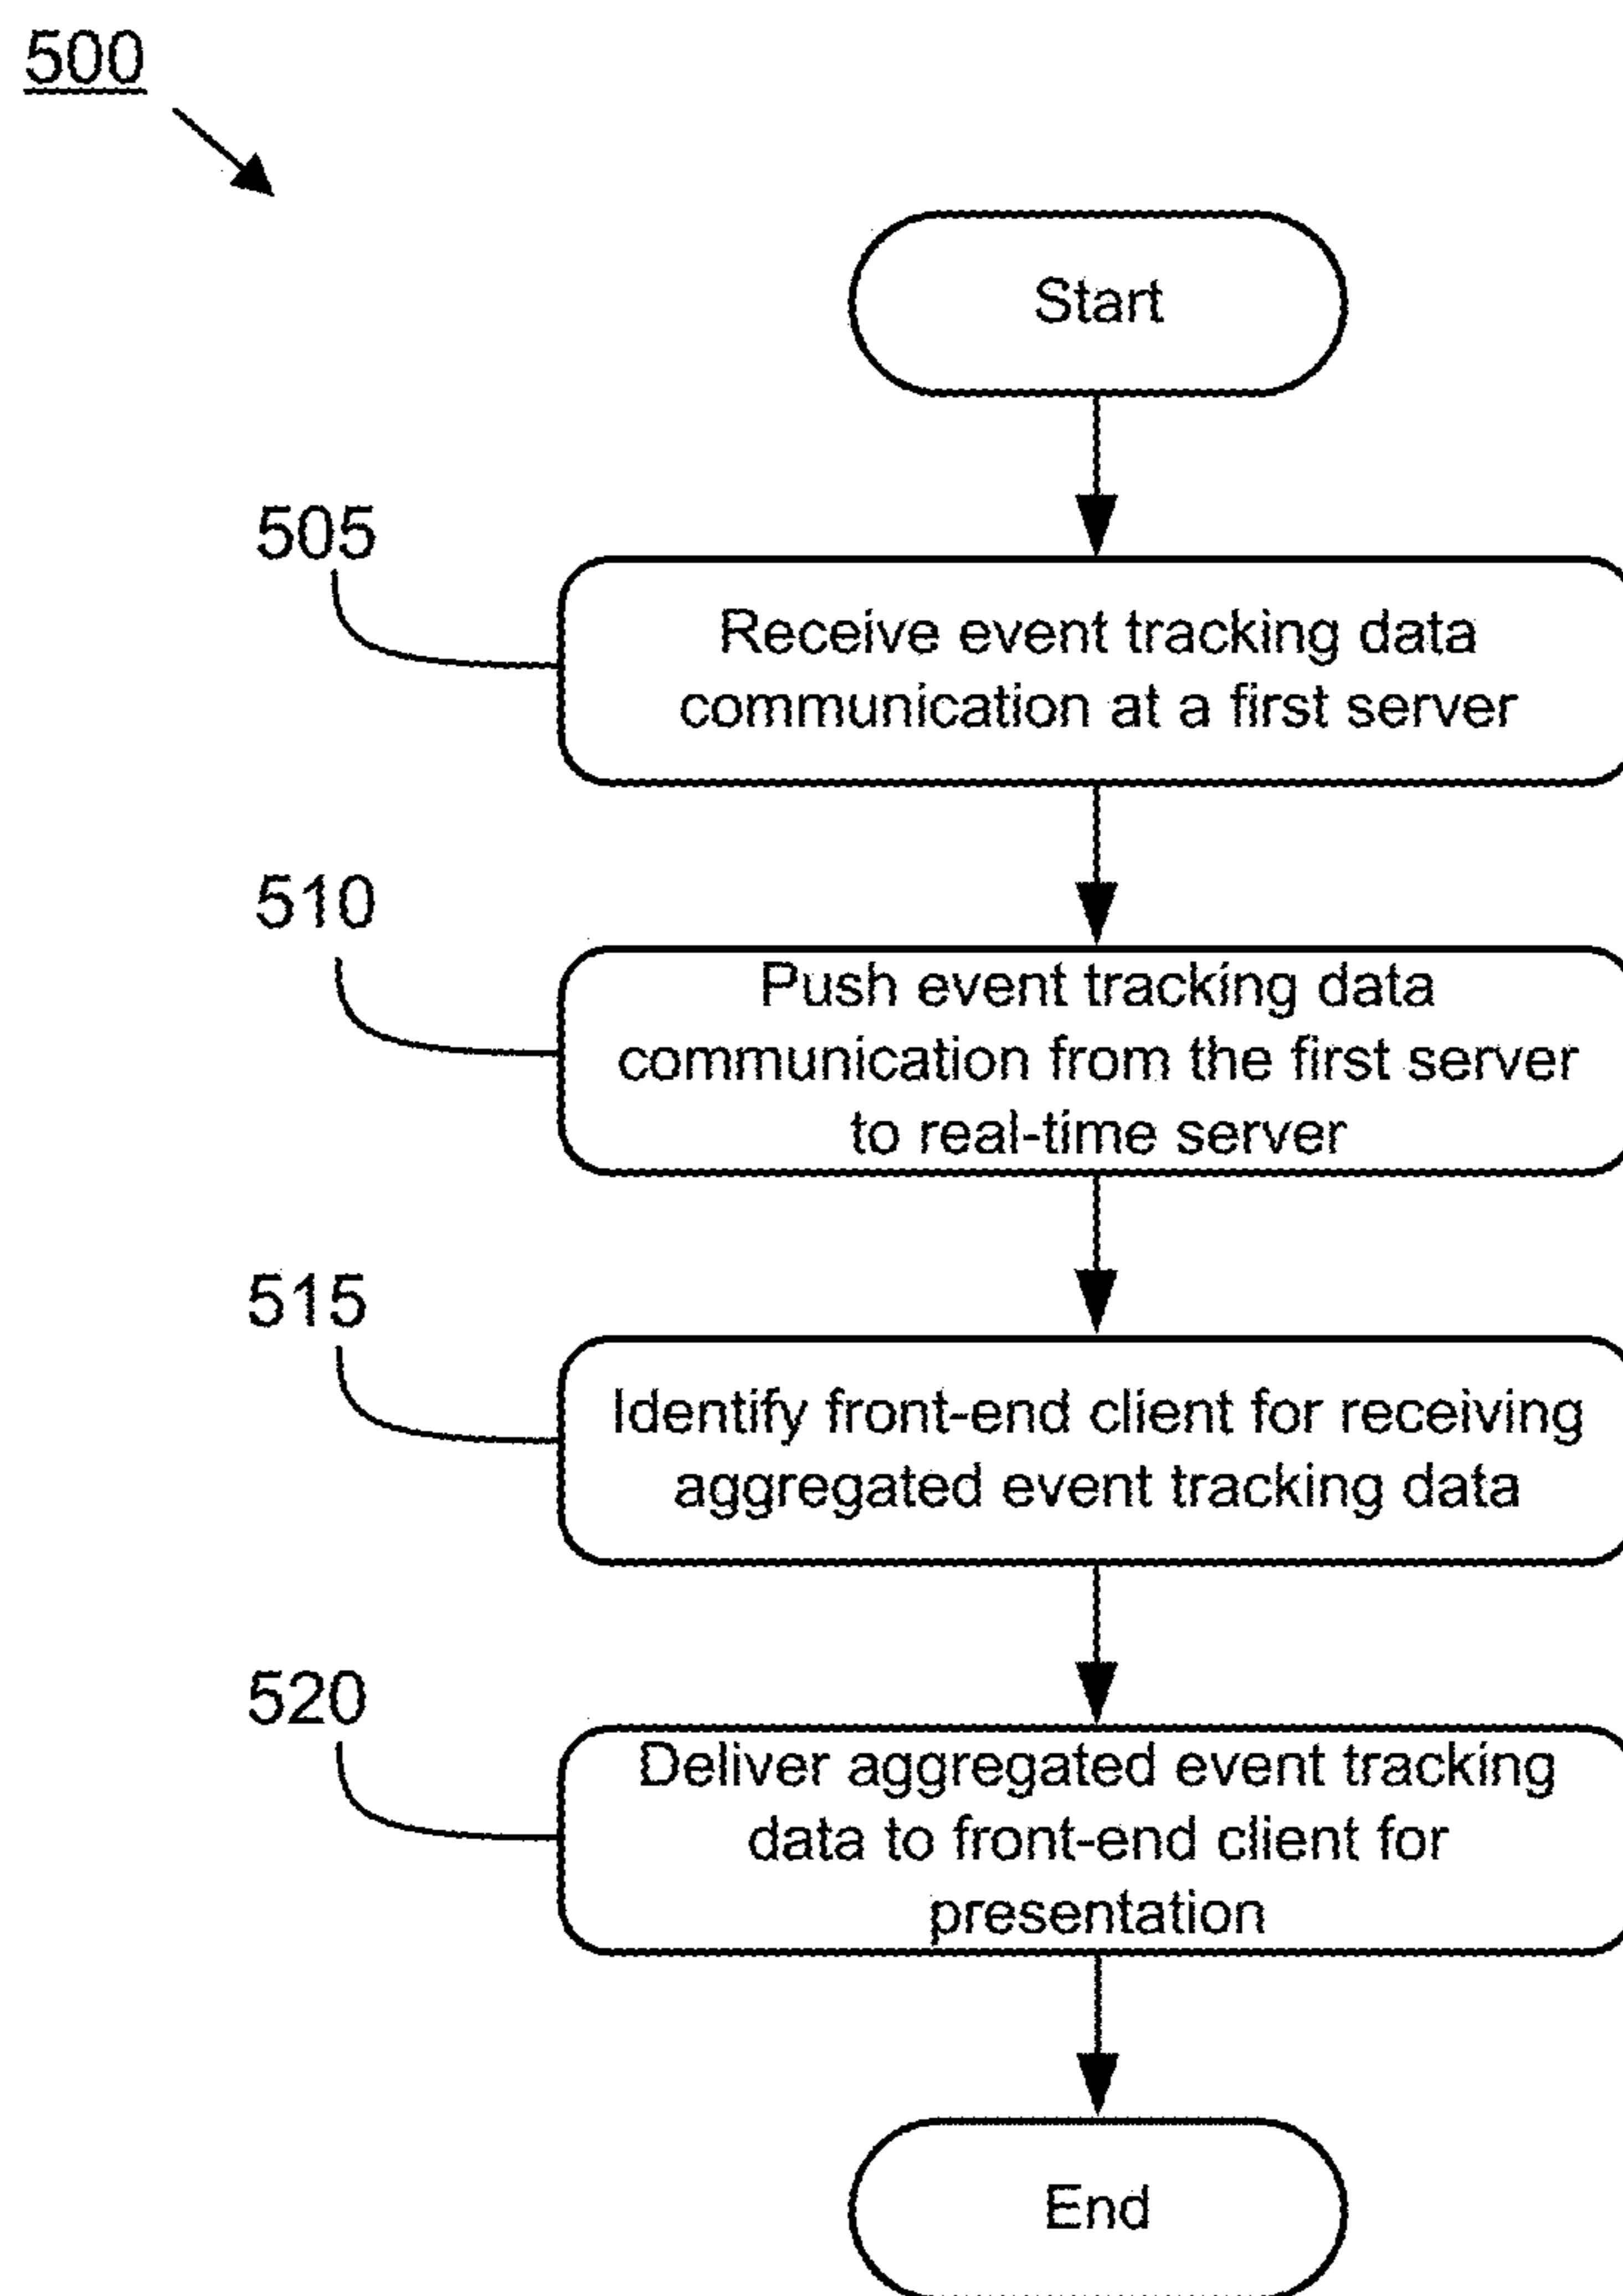 500
Start
505
Receive event tracking data
communication at a first server
510
Push event tracking data
communication from the first server
to real-time server
515
Identify front-end client for receiving
aggregated event tracking data
520
Deliver aggregated event tracking
data to front-end client for
presentation
End